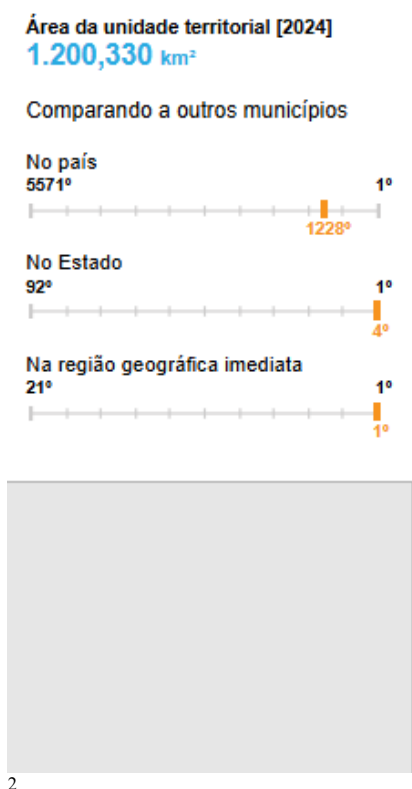 Área da unidade territorial [2024]
1.200,330 km²
Comparando a outros municípios
No país
5571º 1º
1228º
No Estado
92º 1º
4º
Na região geográfica imediata
21º 1º
1º
2